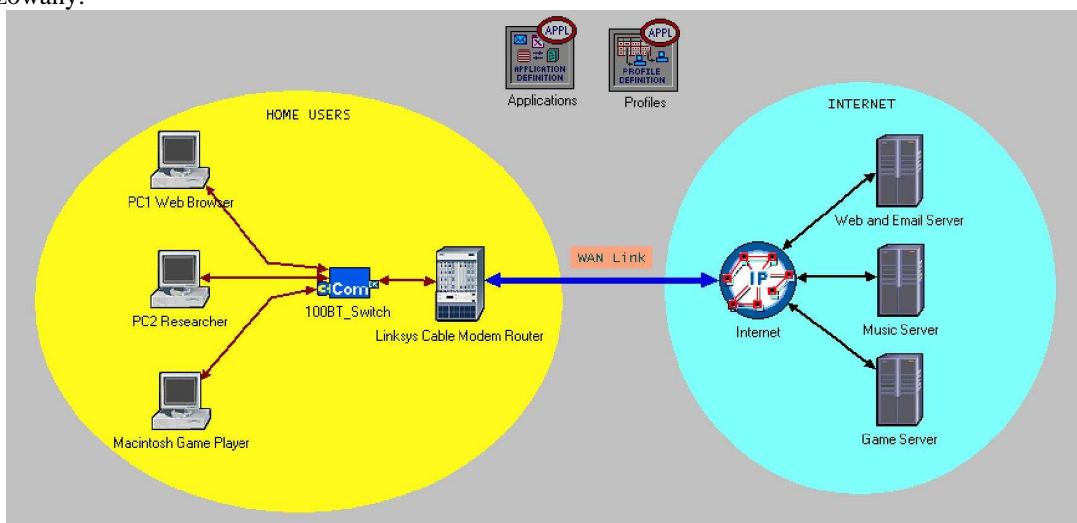 APPL
APPLICATION
DEFINITION
Applications
APPL
PROFILE
DEFINITION
Profiles
HOME USERS
INTERNET
PC1 Web Browser
PC2 Researcher
Macintosh Game Player
3Com
100BT_Switch
Linksys Cable Modem Router
WAN Link
IP
Internet
Web and Email Server
Music Server
Game Server